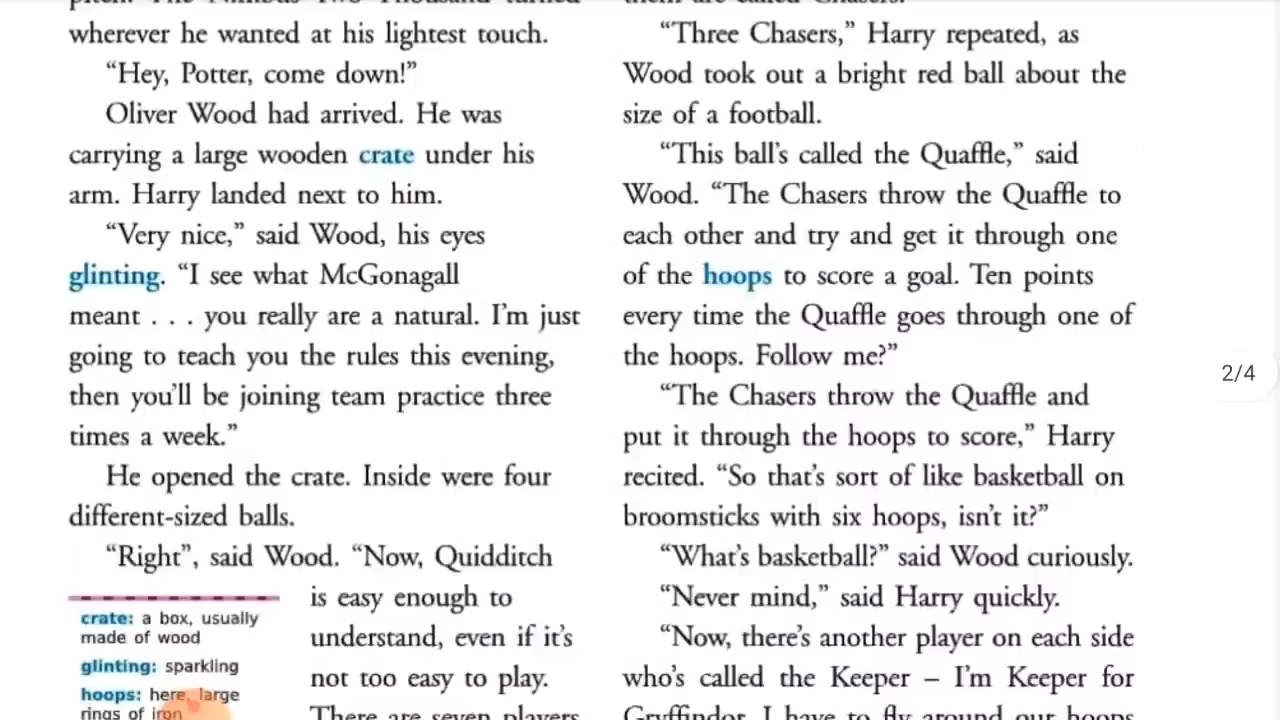 wherever he wanted at his lightest touch.
“Hey, Potter, come down!”
Oliver Wood had arrived. He was
carrying a large wooden crate under his
arm. Harry landed next to him.
“Very nice,” said Wood, his eyes
glinting. “I see what McGonagall
meant . . . you really are a natural. I’m just
going to teach you the rules this evening,
then you’ll be joining team practice three
times a week.”
He opened the crate. Inside were four
different-sized balls.
“Right”, said Wood. “Now, Quidditch
is easy enough to
understand, even if it’s
not too easy to play.
There are seven players
crate: a box, usually
made of wood
glinting: sparkling
hoops: here, large
rings of iron
“Three Chasers,” Harry repeated, as
Wood took out a bright red ball about the
size of a football.
“This ball’s called the Quaffle,” said
Wood. “The Chasers throw the Quaffle to
each other and try and get it through one
of the hoops to score a goal. Ten points
every time the Quaffle goes through one of
the hoops. Follow me?”
“The Chasers throw the Quaffle and
put it through the hoops to score,” Harry
recited. “So that’s sort of like basketball on
broomsticks with six hoops, isn’t it?”
“What’s basketball?” said Wood curiously.
“Never mind,” said Harry quickly.
“Now, there’s another player on each side
who’s called the Keeper – I’m Keeper for
Gryffindor. I have to fly around our hoops
2/4